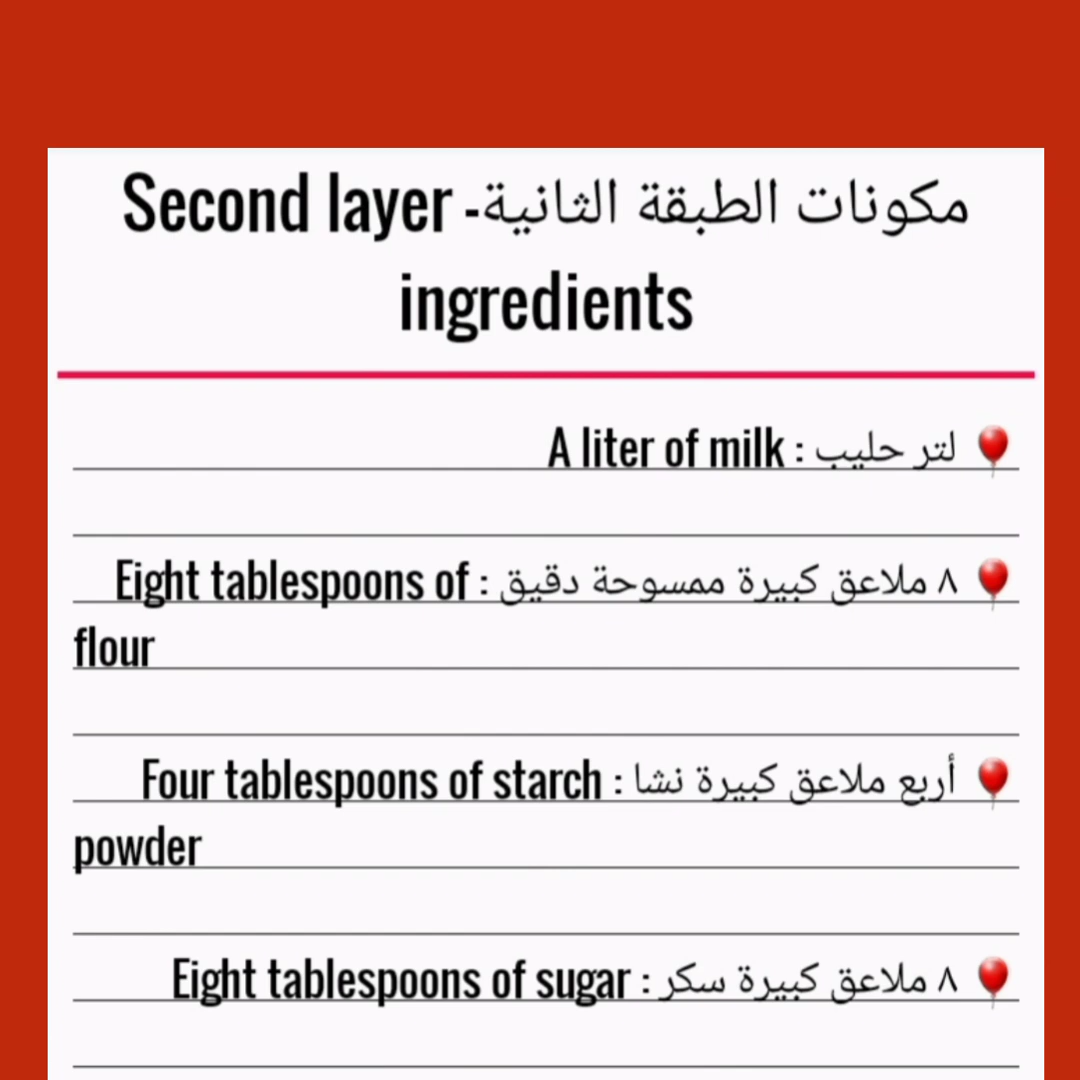 مكونات الطبقة الثانية- Second layer
ingredients
🎈 لتر حليب : A liter of milk
🎈 ٨ ملاعق كبيرة ممسوحة دقيق : Eight tablespoons of
flour
🎈 أربع ملاعق كبيرة نشا : Four tablespoons of starch
powder
🎈 ٨ ملاعق كبيرة سكر : Eight tablespoons of sugar